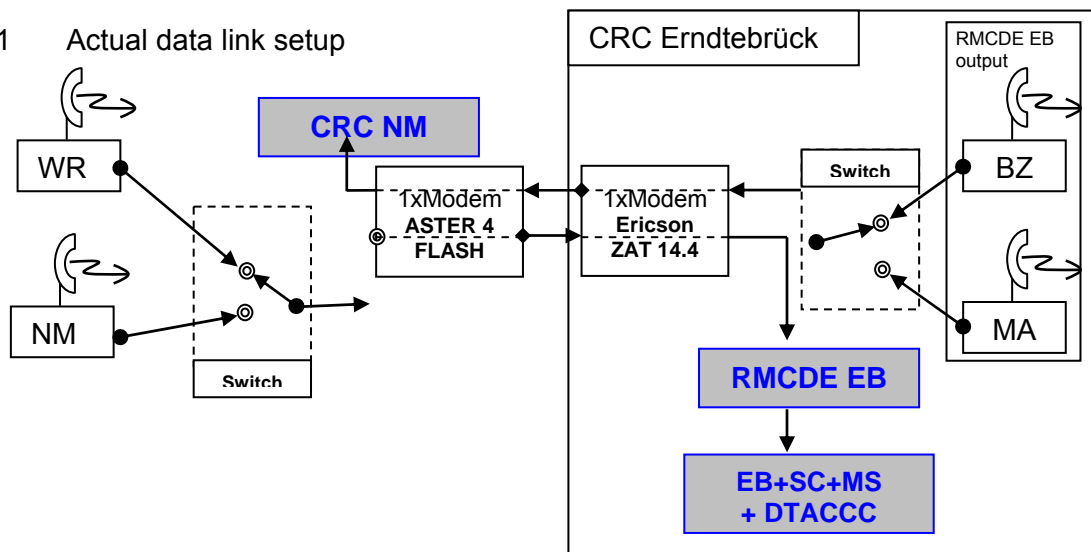 1 Actual data link setup
CRC Erndtebrück
RMCDE EB
output
WR
CRC NM
BZ
Switch
1xModem
ASTER 4
FLASH
1xModem
Ericson
ZAT 14.4
NM
MA
Switch
RMCDE EB
EB+SC+MS
+ DTACCC